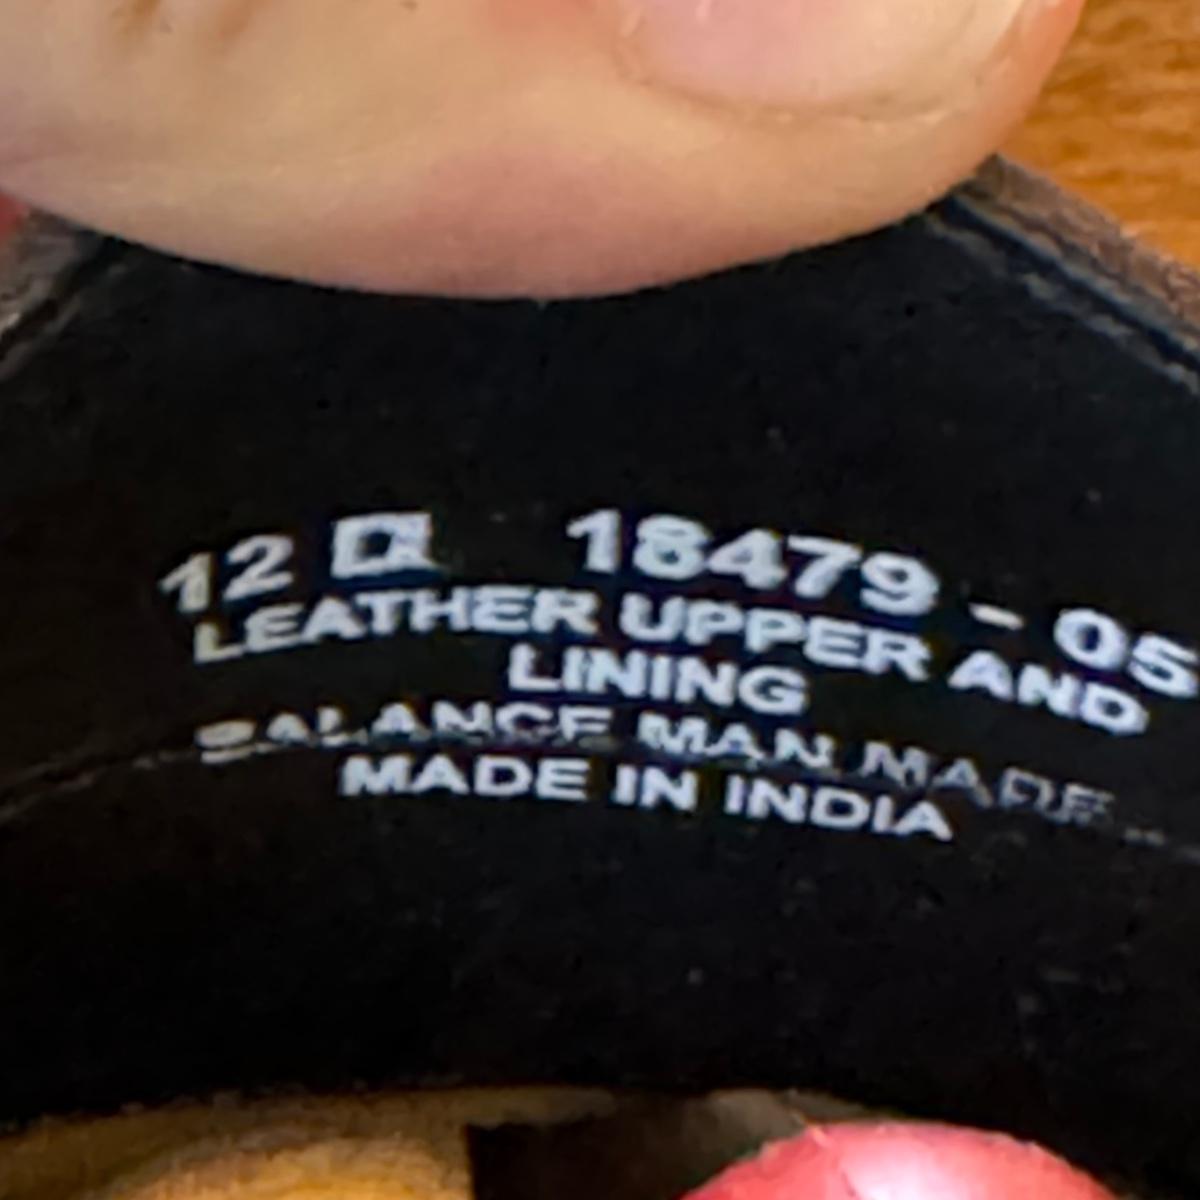 12 D 18479 - 05
LEATHER UPPER AND
LINING
BALANCE MAN MADE
MADE IN INDIA